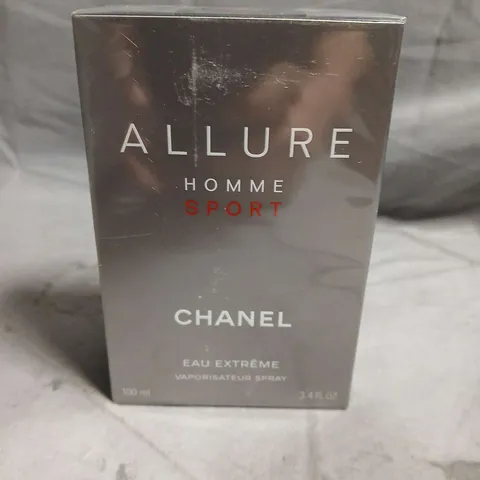 ALLURE
HOMME
SPORT
CHANEL
EAU EXTRÊME
VAPORISATEUR SPRAY
100 ml 3.4 fl. oz